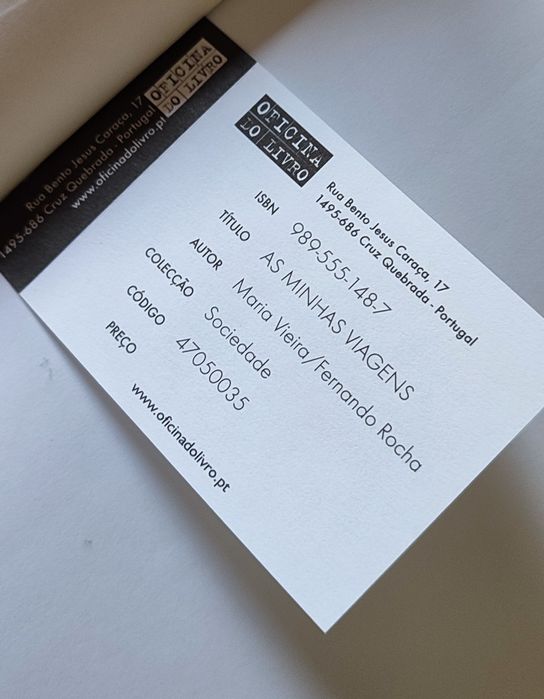 OFICINA
DO LIVRO
Rua Bento Jesus Caraça, 17
1495-686 Cruz Quebrada - Portugal
www.oficinadolivro.pt
OFICINA
DO LIVRO
Rua Bento Jesus Caraça, 17
1495-686 Cruz Quebrada - Portugal
ISBN 989-555-148-7
TÍTULO AS MINHAS VIAGENS
AUTOR Maria Vieira/Fernando Rocha
COLECÇÃO Sociedade
CÓDIGO 47050035
PREÇO
www.oficinadolivro.pt